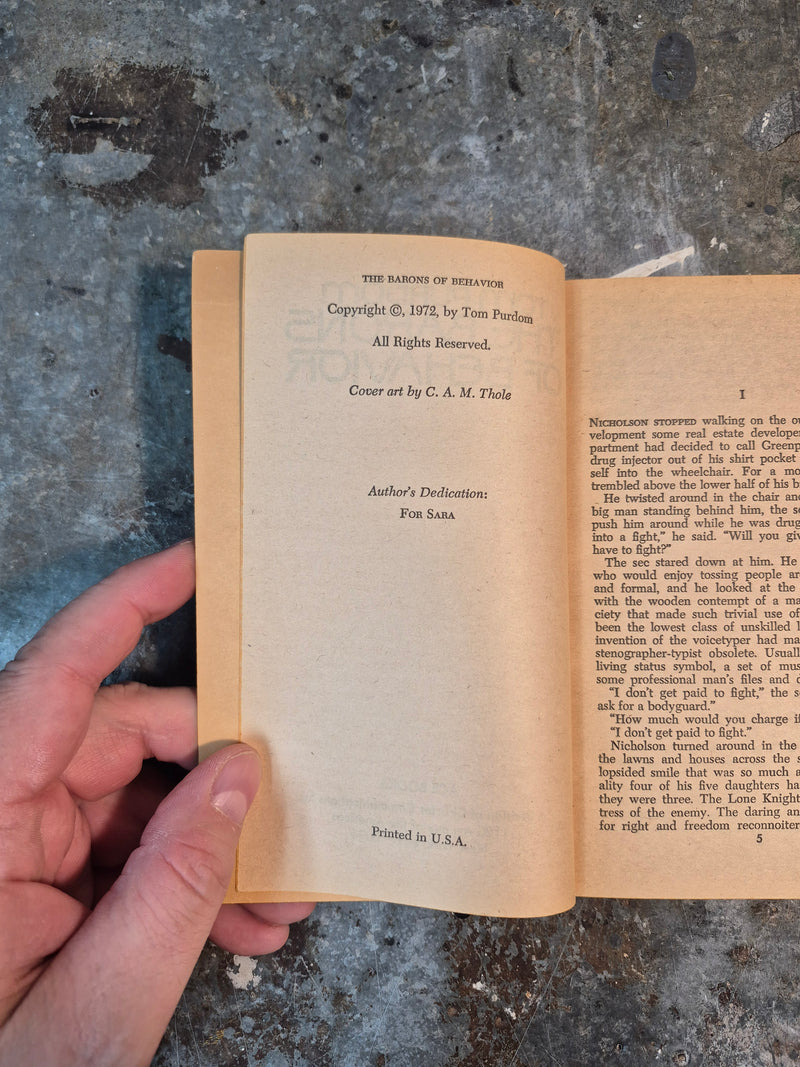 THE BARONS OF BEHAVIOR
Copyright ©, 1972, by Tom Purdom
All Rights Reserved.
Cover art by C. A. M. Thole
Author's Dedication:
FOR SARA
Printed in U.S.A.
I
NICHOLSON STOPPED walking on the
velopment some real estate develope
partment had decided to call Greenp
drug injector out of his shirt pocket
self into the wheelchair. For a mo
trembled above the lower half of his b
He twisted around in the chair and
big man standing behind him, the se
push him around while he was drug
into a fight," he said. "Will you giv
have to fight?"
The sec stared down at him. He
who would enjoy tossing people ar
and formal, and he looked at the
with the wooden contempt of a ma
ciety that made such trivial use of
been the lowest class of unskilled l
invention of the voicetyper had ma
stenographer-typist obsolete. Usuall
living status symbol, a set of mus
some professional man's files and
"I don't get paid to fight," the s
ask for a bodyguard."
"How much would you charge if
"I don't get paid to fight."
Nicholson turned around in the
the lawns and houses across the s
lopsided smile that was so much a
ality four of his five daughters ha
they were three. The Lone Knight
tress of the enemy. The daring an
for right and freedom reconnoiter
5